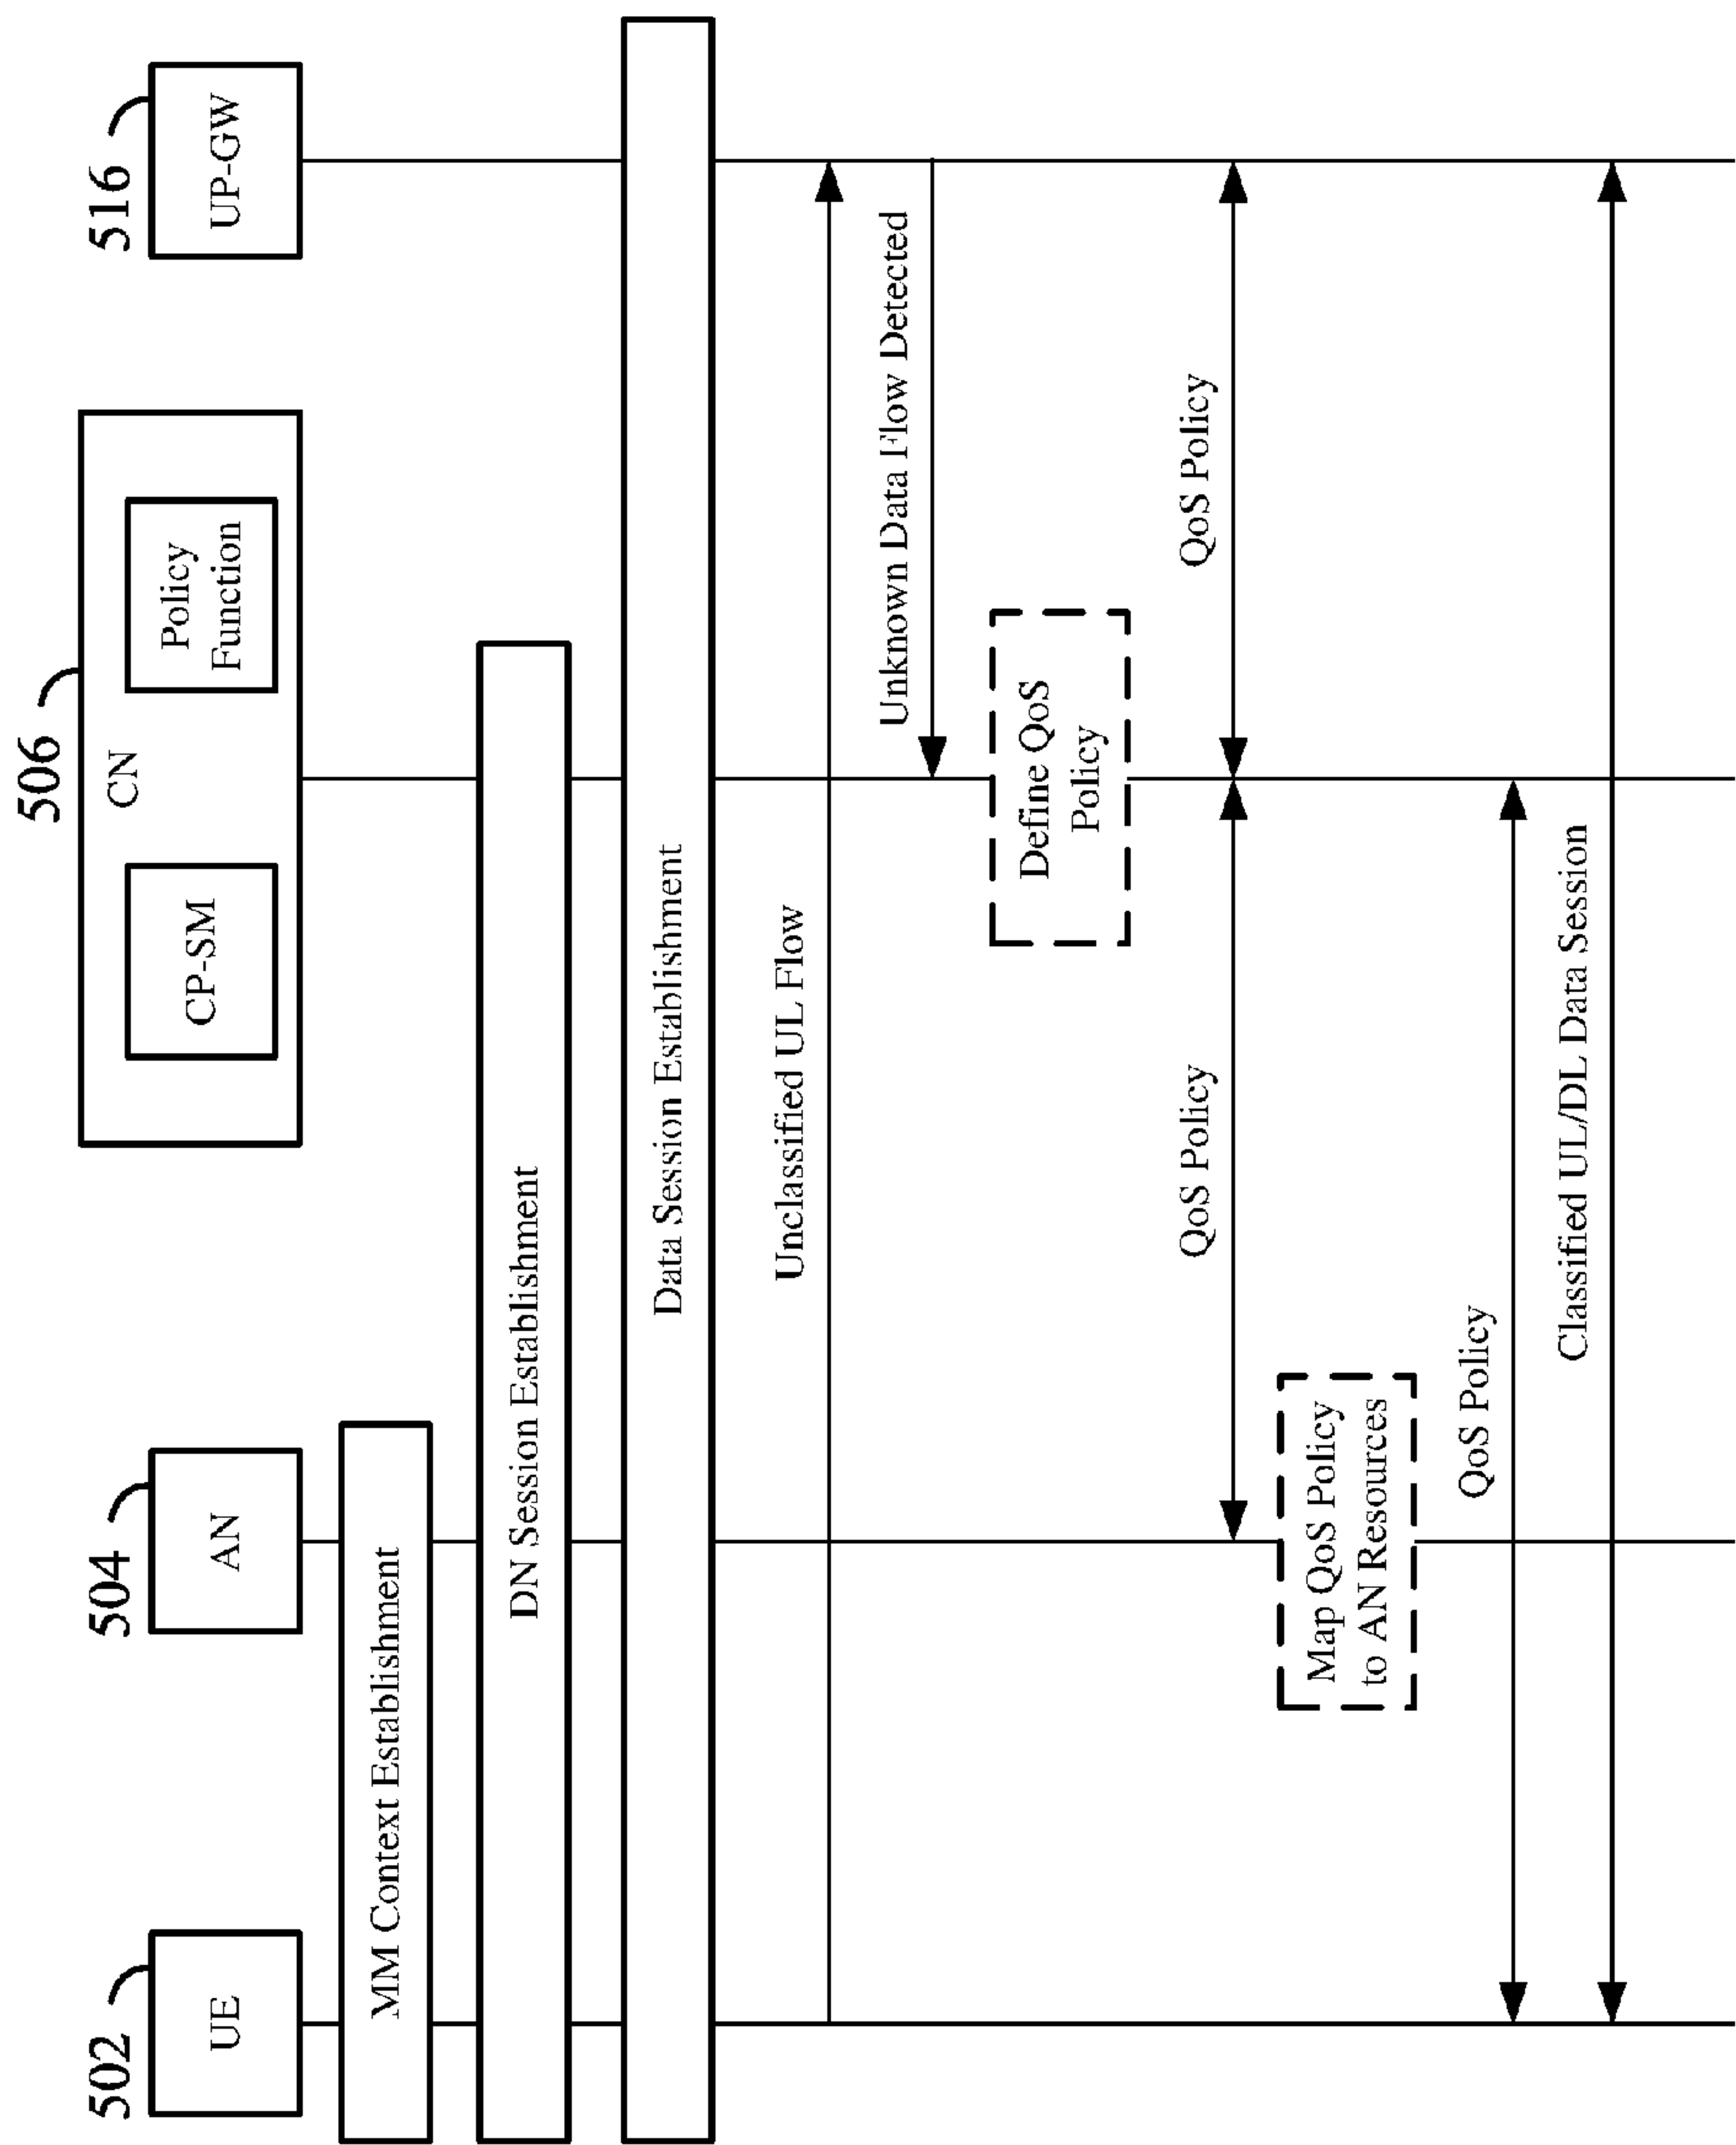 502
504
506
516
UE
AN
CN
CP-SM
Policy
Function
UP-GW
MM Context Establishment
DN Session Establishment
Data Session Establishment
Unclassified UL Flow
Unknown Data Flow Detected
Define QoS
Policy
QoS Policy
QoS Policy
Map QoS Policy
to AN Resources
QoS Policy
Classified UL/DL Data Session